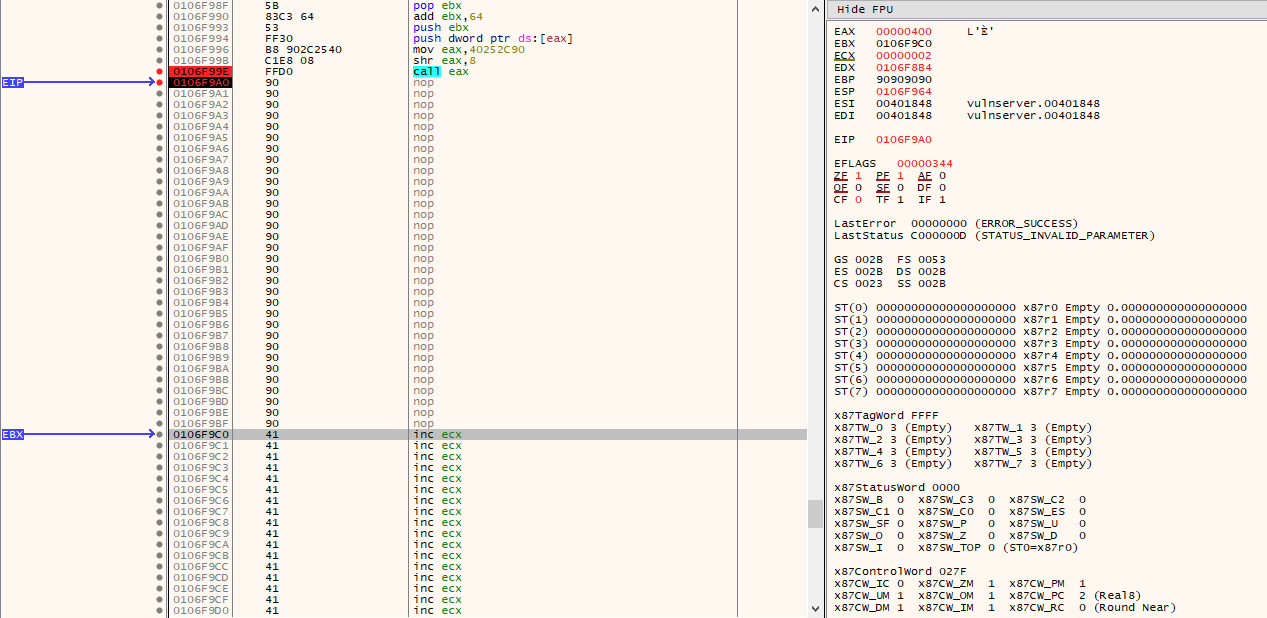 0106F98F 5B pop ebx
0106F990 83C3 64 add ebx,64
0106F993 53 push ebx
0106F994 FF30 push dword ptr ds:[eax]
0106F996 B8 902C2540 mov eax,40252C90
0106F99B C1E8 08 shr eax,8
0106F99E FFD0 call eax
EIP 0106F9A0 90 nop
0106F9A1 90 nop
0106F9A2 90 nop
0106F9A3 90 nop
0106F9A4 90 nop
0106F9A5 90 nop
0106F9A6 90 nop
0106F9A7 90 nop
0106F9A8 90 nop
0106F9A9 90 nop
0106F9AA 90 nop
0106F9AB 90 nop
0106F9AC 90 nop
0106F9AD 90 nop
0106F9AE 90 nop
0106F9AF 90 nop
0106F9B0 90 nop
0106F9B1 90 nop
0106F9B2 90 nop
0106F9B3 90 nop
0106F9B4 90 nop
0106F9B5 90 nop
0106F9B6 90 nop
0106F9B7 90 nop
0106F9B8 90 nop
0106F9B9 90 nop
0106F9BA 90 nop
0106F9BB 90 nop
0106F9BC 90 nop
0106F9BD 90 nop
0106F9BE 90 nop
0106F9BF 90 nop
EBX 0106F9C0 41 inc ecx
0106F9C1 41 inc ecx
0106F9C2 41 inc ecx
0106F9C3 41 inc ecx
0106F9C4 41 inc ecx
0106F9C5 41 inc ecx
0106F9C6 41 inc ecx
0106F9C7 41 inc ecx
0106F9C8 41 inc ecx
0106F9C9 41 inc ecx
0106F9CA 41 inc ecx
0106F9CB 41 inc ecx
0106F9CC 41 inc ecx
0106F9CD 41 inc ecx
0106F9CE 41 inc ecx
0106F9CF 41 inc ecx
0106F9D0 41 inc ecx
Hide FPU
EAX 00000400 L'È'
EBX 0106F9C0
ECX 00000002
EDX 0106F8B4
EBP 90909090
ESP 0106F964
ESI 00401848 vulnserver.00401848
EDI 00401848 vulnserver.00401848
EIP 0106F9A0
EFLAGS 00000344
ZF 1 PF 1 AF 0
OF 0 SF 0 DF 0
CF 0 TF 1 IF 1
LastError 00000000 (ERROR_SUCCESS)
LastStatus C000000D (STATUS_INVALID_PARAMETER)
GS 002B FS 0053
ES 002B DS 002B
CS 0023 SS 002B
ST(0) 00000000000000000000 x87r0 Empty 0.000000000000000000
ST(1) 00000000000000000000 x87r1 Empty 0.000000000000000000
ST(2) 00000000000000000000 x87r2 Empty 0.000000000000000000
ST(3) 00000000000000000000 x87r3 Empty 0.000000000000000000
ST(4) 00000000000000000000 x87r4 Empty 0.000000000000000000
ST(5) 00000000000000000000 x87r5 Empty 0.000000000000000000
ST(6) 00000000000000000000 x87r6 Empty 0.000000000000000000
ST(7) 00000000000000000000 x87r7 Empty 0.000000000000000000
x87TagWord FFFF
x87TW_0 3 (Empty) x87TW_1 3 (Empty)
x87TW_2 3 (Empty) x87TW_3 3 (Empty)
x87TW_4 3 (Empty) x87TW_5 3 (Empty)
x87TW_6 3 (Empty) x87TW_7 3 (Empty)
x87StatusWord 0000
x87SW_B 0 x87SW_C3 0 x87SW_C2 0
x87SW_C1 0 x87SW_C0 0 x87SW_ES 0
x87SW_SF 0 x87SW_P 0 x87SW_U 0
x87SW_O 0 x87SW_Z 0 x87SW_D 0
x87SW_I 0 x87SW_TOP 0 (ST0=x87r0)
x87ControlWord 027F
x87CW_IC 0 x87CW_ZM 1 x87CW_PM 1
x87CW_UM 1 x87CW_OM 1 x87CW_PC 2 (Real8)
x87CW_DM 1 x87CW_IM 1 x87CW_RC 0 (Round Near)